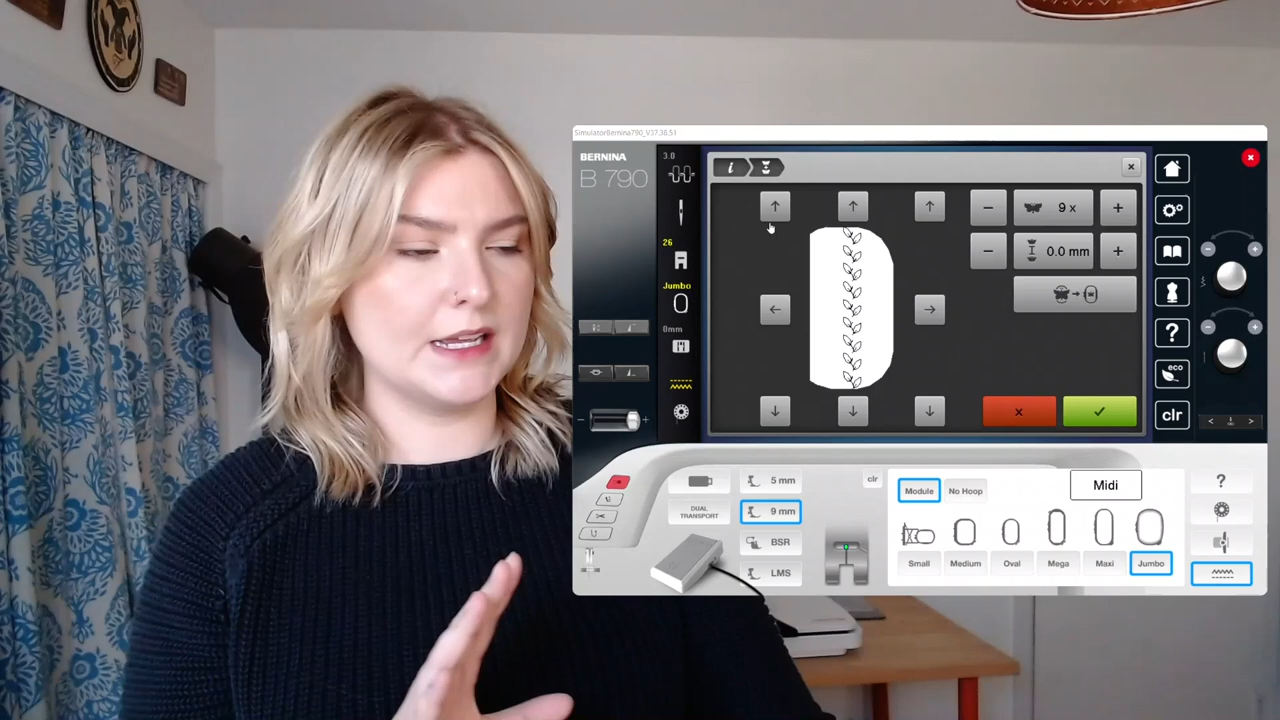 SimulatorBernina790_V37.38.51
BERNINA
B 790
3.0
26
Jumbo
0mm
i
9 x
0.0 mm
?
eco
clr
5 mm
9 mm
BSR
LMS
DUAL
TRANSPORT
clr
Module
No Hoop
Midi
Small
Medium
Oval
Mega
Maxi
Jumbo
?